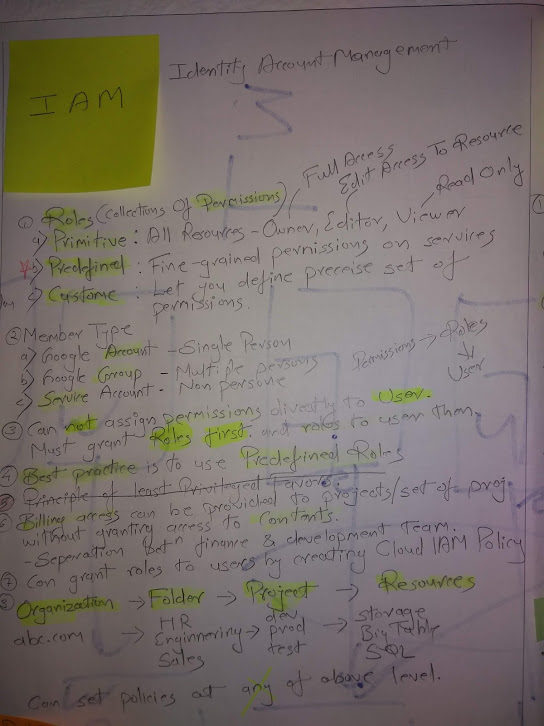 IAM
Identity Account Management
Full Access
Edit Access To Resource
Read Only
① Roles (Collections Of Permissions)
a) Primitive : All Resources - Owner, Editor, Viewer
b) Predefined : Fine-grained permissions on services
c) Custome : Let you define precise set of
permissions.
② Member Type
a) Google Account - Single Person
b) Google Group - Multiple persons
c) Service Account - Non persone
Permissions → Roles
↓
User
③ Can not assign permissions directly to User.
Must grant Roles first. and roles to user then.
④ Best practice is to use Predefined Roles
⑤ Principle of least Privileged Favors
⑥ Billing access can be provided to projects/set of proj.
without granting access to Contents.
- Seperation Betn finance & development Team.
⑦ Can grant roles to users by creating Cloud IAM Policy
⑧ Organization → Folder → Project → Resources
abc.com → HR dev storage
Enginnering → prod → Big Table
Sales test SQL
Can set policies at any of above level.
①